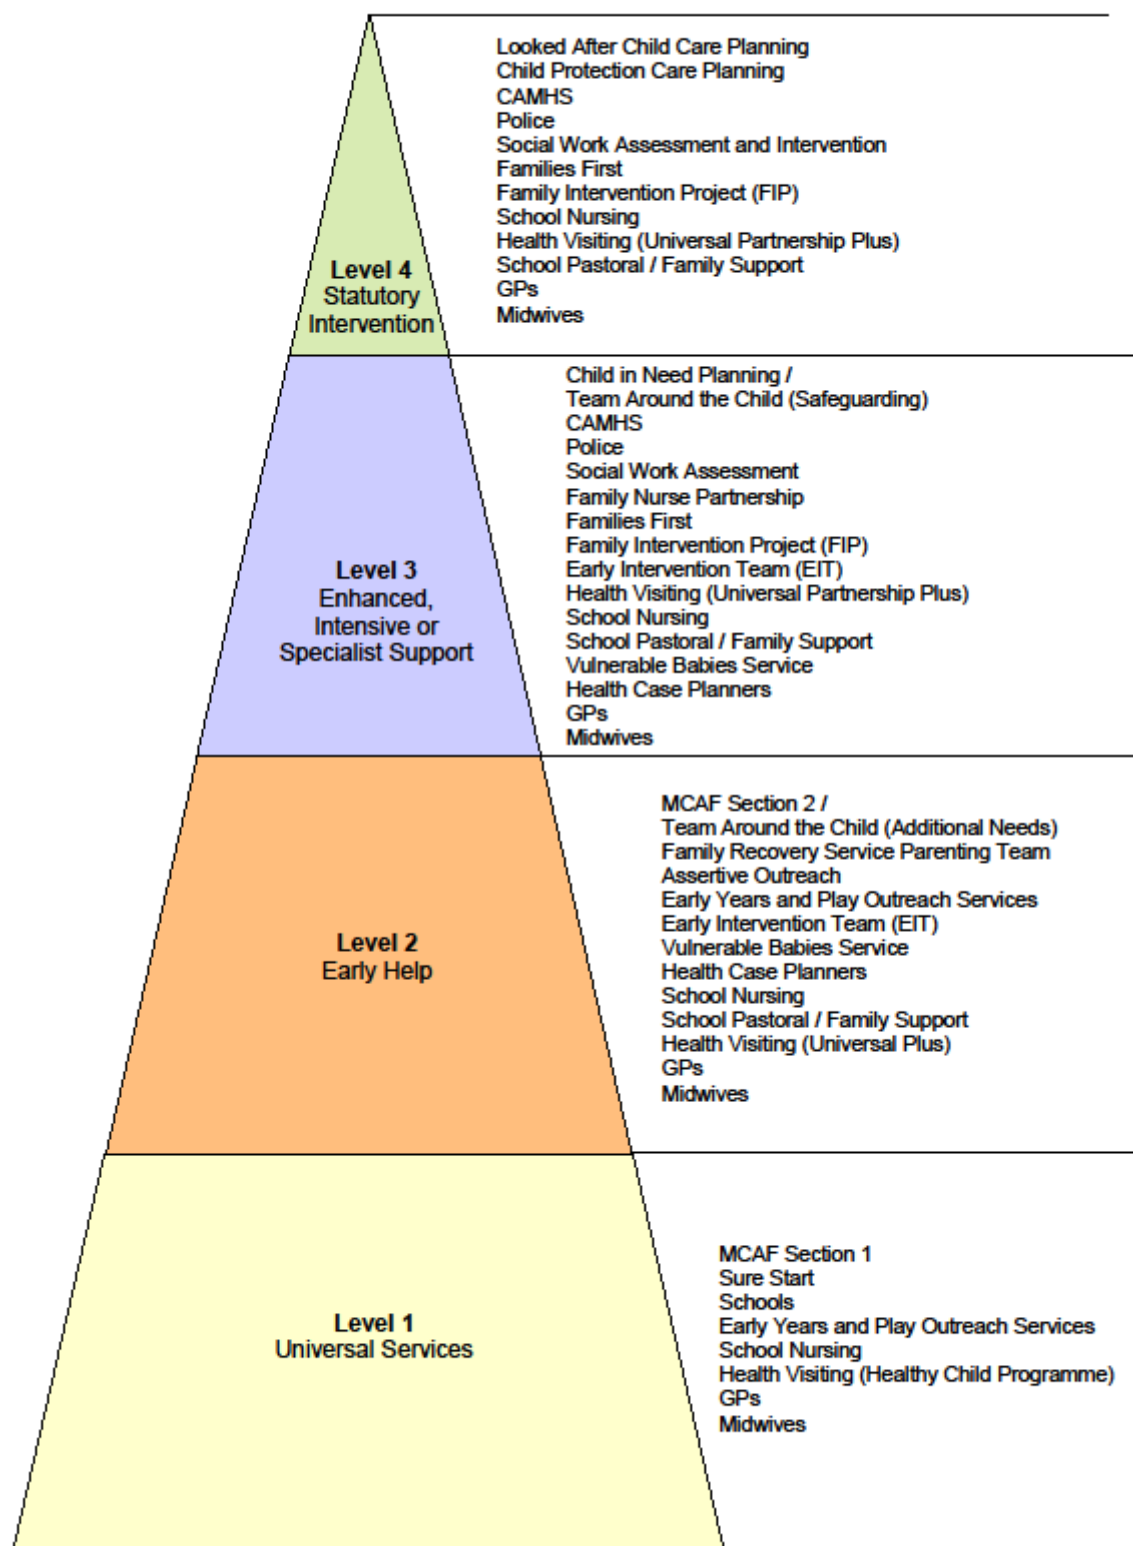 Looked After Child Care Planning
Child Protection Care Planning
CAMHS
Police
Social Work Assessment and Intervention
Families First
Family Intervention Project (FIP)
School Nursing
Health Visiting (Universal Partnership Plus)
School Pastoral / Family Support
GPs
Midwives
Level 4
Statutory
Intervention
Child in Need Planning /
Team Around the Child (Safeguarding)
CAMHS
Police
Social Work Assessment
Family Nurse Partnership
Families First
Family Intervention Project (FIP)
Early Intervention Team (EIT)
Health Visiting (Universal Partnership Plus)
School Nursing
School Pastoral / Family Support
Vulnerable Babies Service
Health Case Planners
GPs
Midwives
Level 3
Enhanced,
Intensive or
Specialist Support
MCAF Section 2 /
Team Around the Child (Additional Needs)
Family Recovery Service Parenting Team
Assertive Outreach
Early Years and Play Outreach Services
Early Intervention Team (EIT)
Vulnerable Babies Service
Health Case Planners
School Nursing
School Pastoral / Family Support
Health Visiting (Universal Plus)
GPs
Midwives
Level 2
Early Help
MCAF Section 1
Sure Start
Schools
Early Years and Play Outreach Services
School Nursing
Health Visiting (Healthy Child Programme)
GPs
Midwives
Level 1
Universal Services